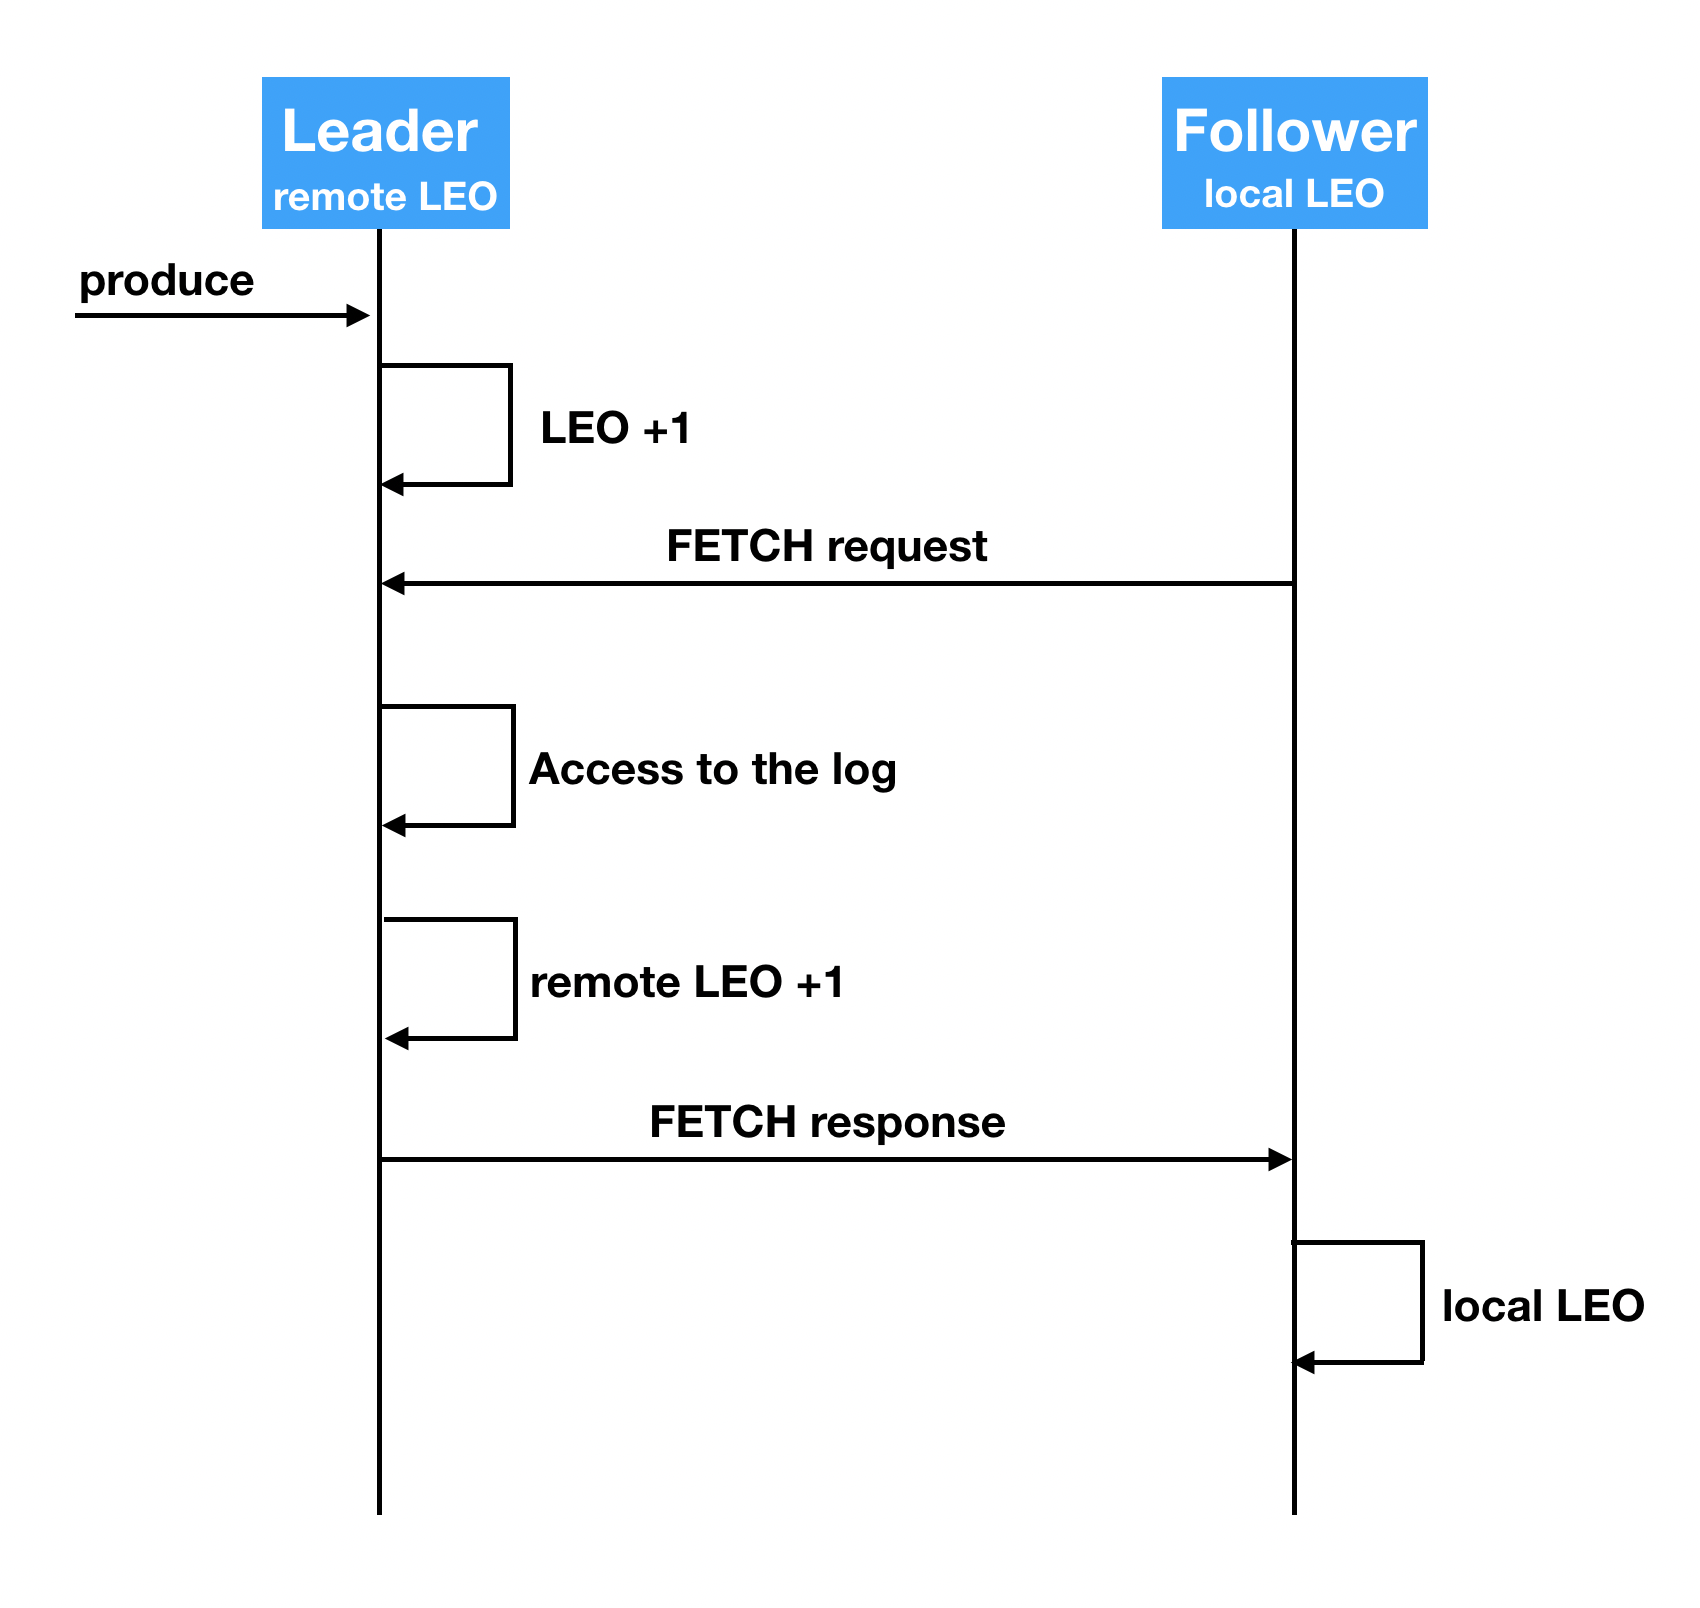 Leader
remote LEO
Follower
local LEO
produce
LEO +1
FETCH request
Access to the log
remote LEO +1
FETCH response
local LEO